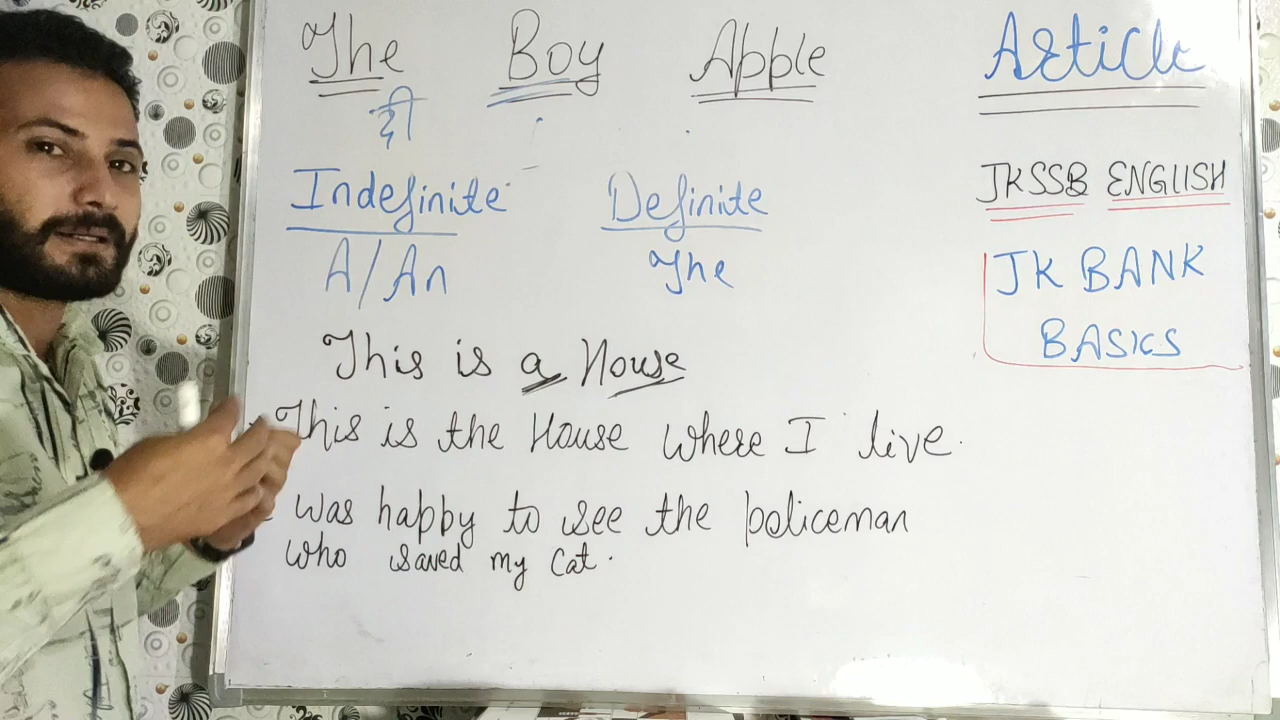 The Boy Apple
दी
Article
Indefinite Definite
A/An The
JKSSB ENGLISH
JK BANK
BASICS
This is a House
This is the House where I live.
was happy to see the policeman
who saved my cat.